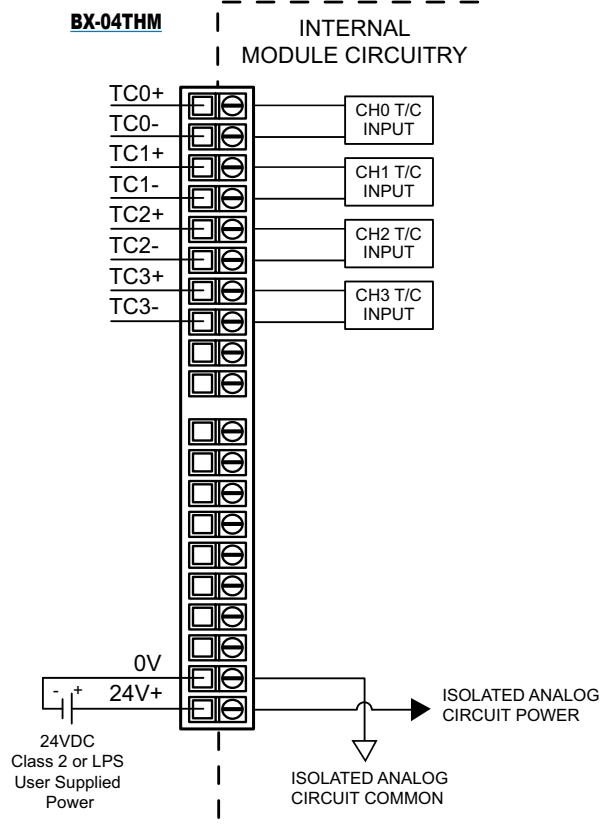 BX-04THM
INTERNAL
MODULE CIRCUITRY
TC0+
TC0-
TC1+
TC1-
TC2+
TC2-
TC3+
TC3-
CH0 T/C
INPUT
CH1 T/C
INPUT
CH2 T/C
INPUT
CH3 T/C
INPUT
0V
24V+
- +
24VDC
Class 2 or LPS
User Supplied
Power
ISOLATED ANALOG
CIRCUIT POWER
ISOLATED ANALOG
CIRCUIT COMMON